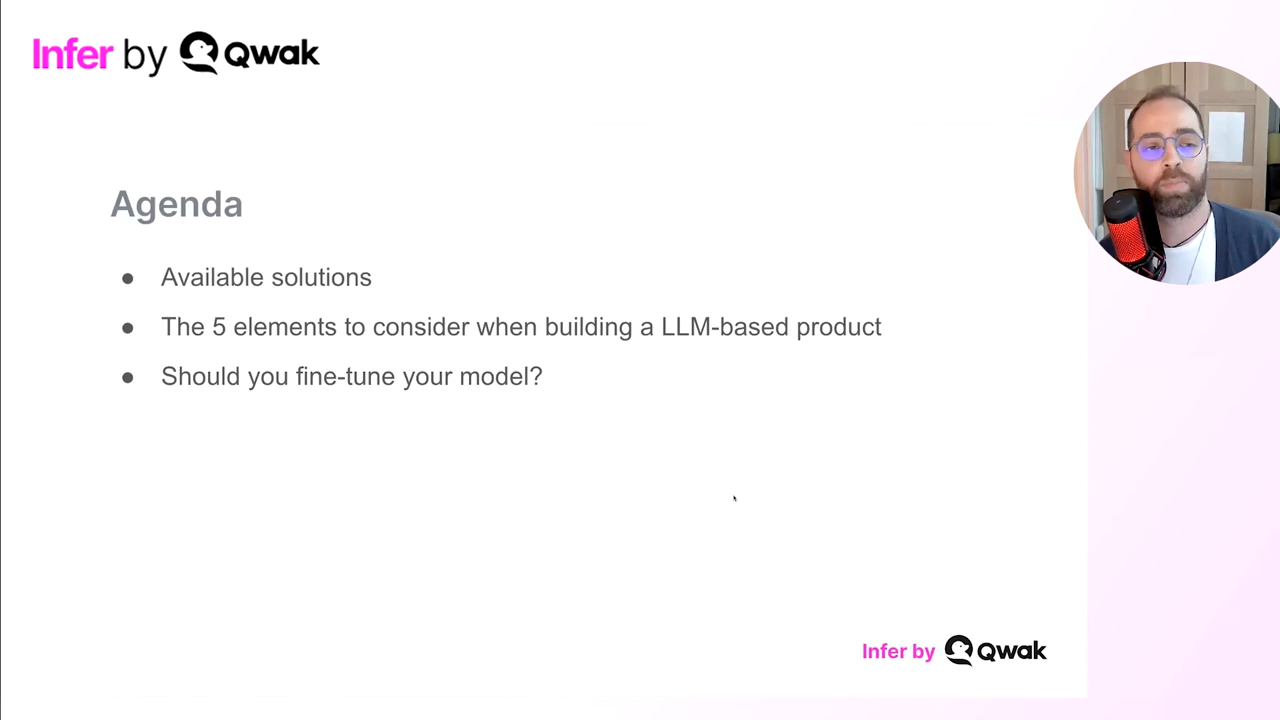 Infer by Qwak
Agenda
● Available solutions
● The 5 elements to consider when building a LLM-based product
● Should you fine-tune your model?
Infer by Qwak